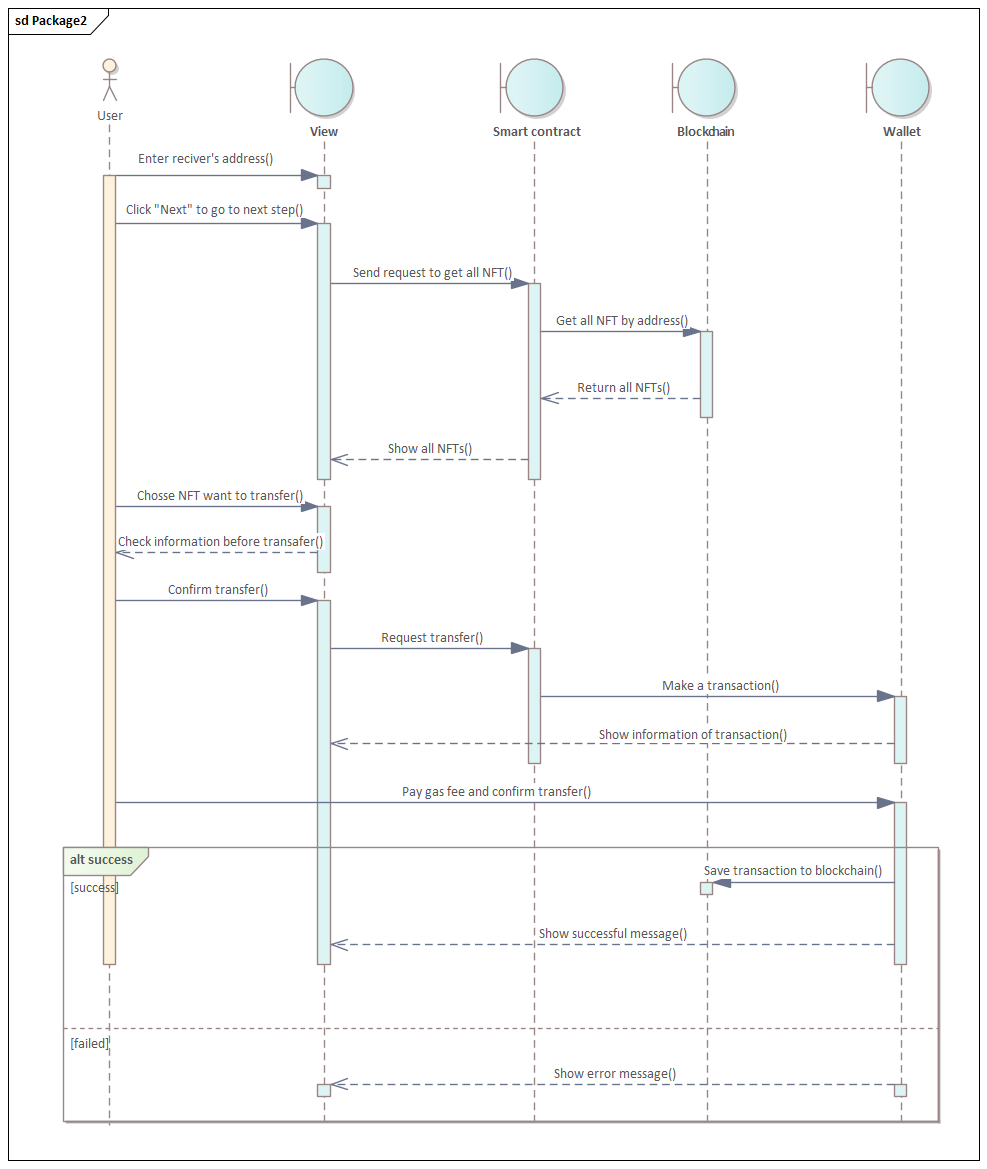 sd Package2
User
View
Smart contract
Blockchain
Wallet
Enter reciver's address()
Click "Next" to go to next step()
Send request to get all NFT()
Get all NFT by address()
Return all NFTs()
Show all NFTs()
Chosse NFT want to transfer()
Check information before transafer()
Confirm transfer()
Request transfer()
Make a transaction()
Show information of transaction()
Pay gas fee and confirm transfer()
alt success
Save transaction to blockchain()
[success]
Show successful message()
[failed]
Show error message()